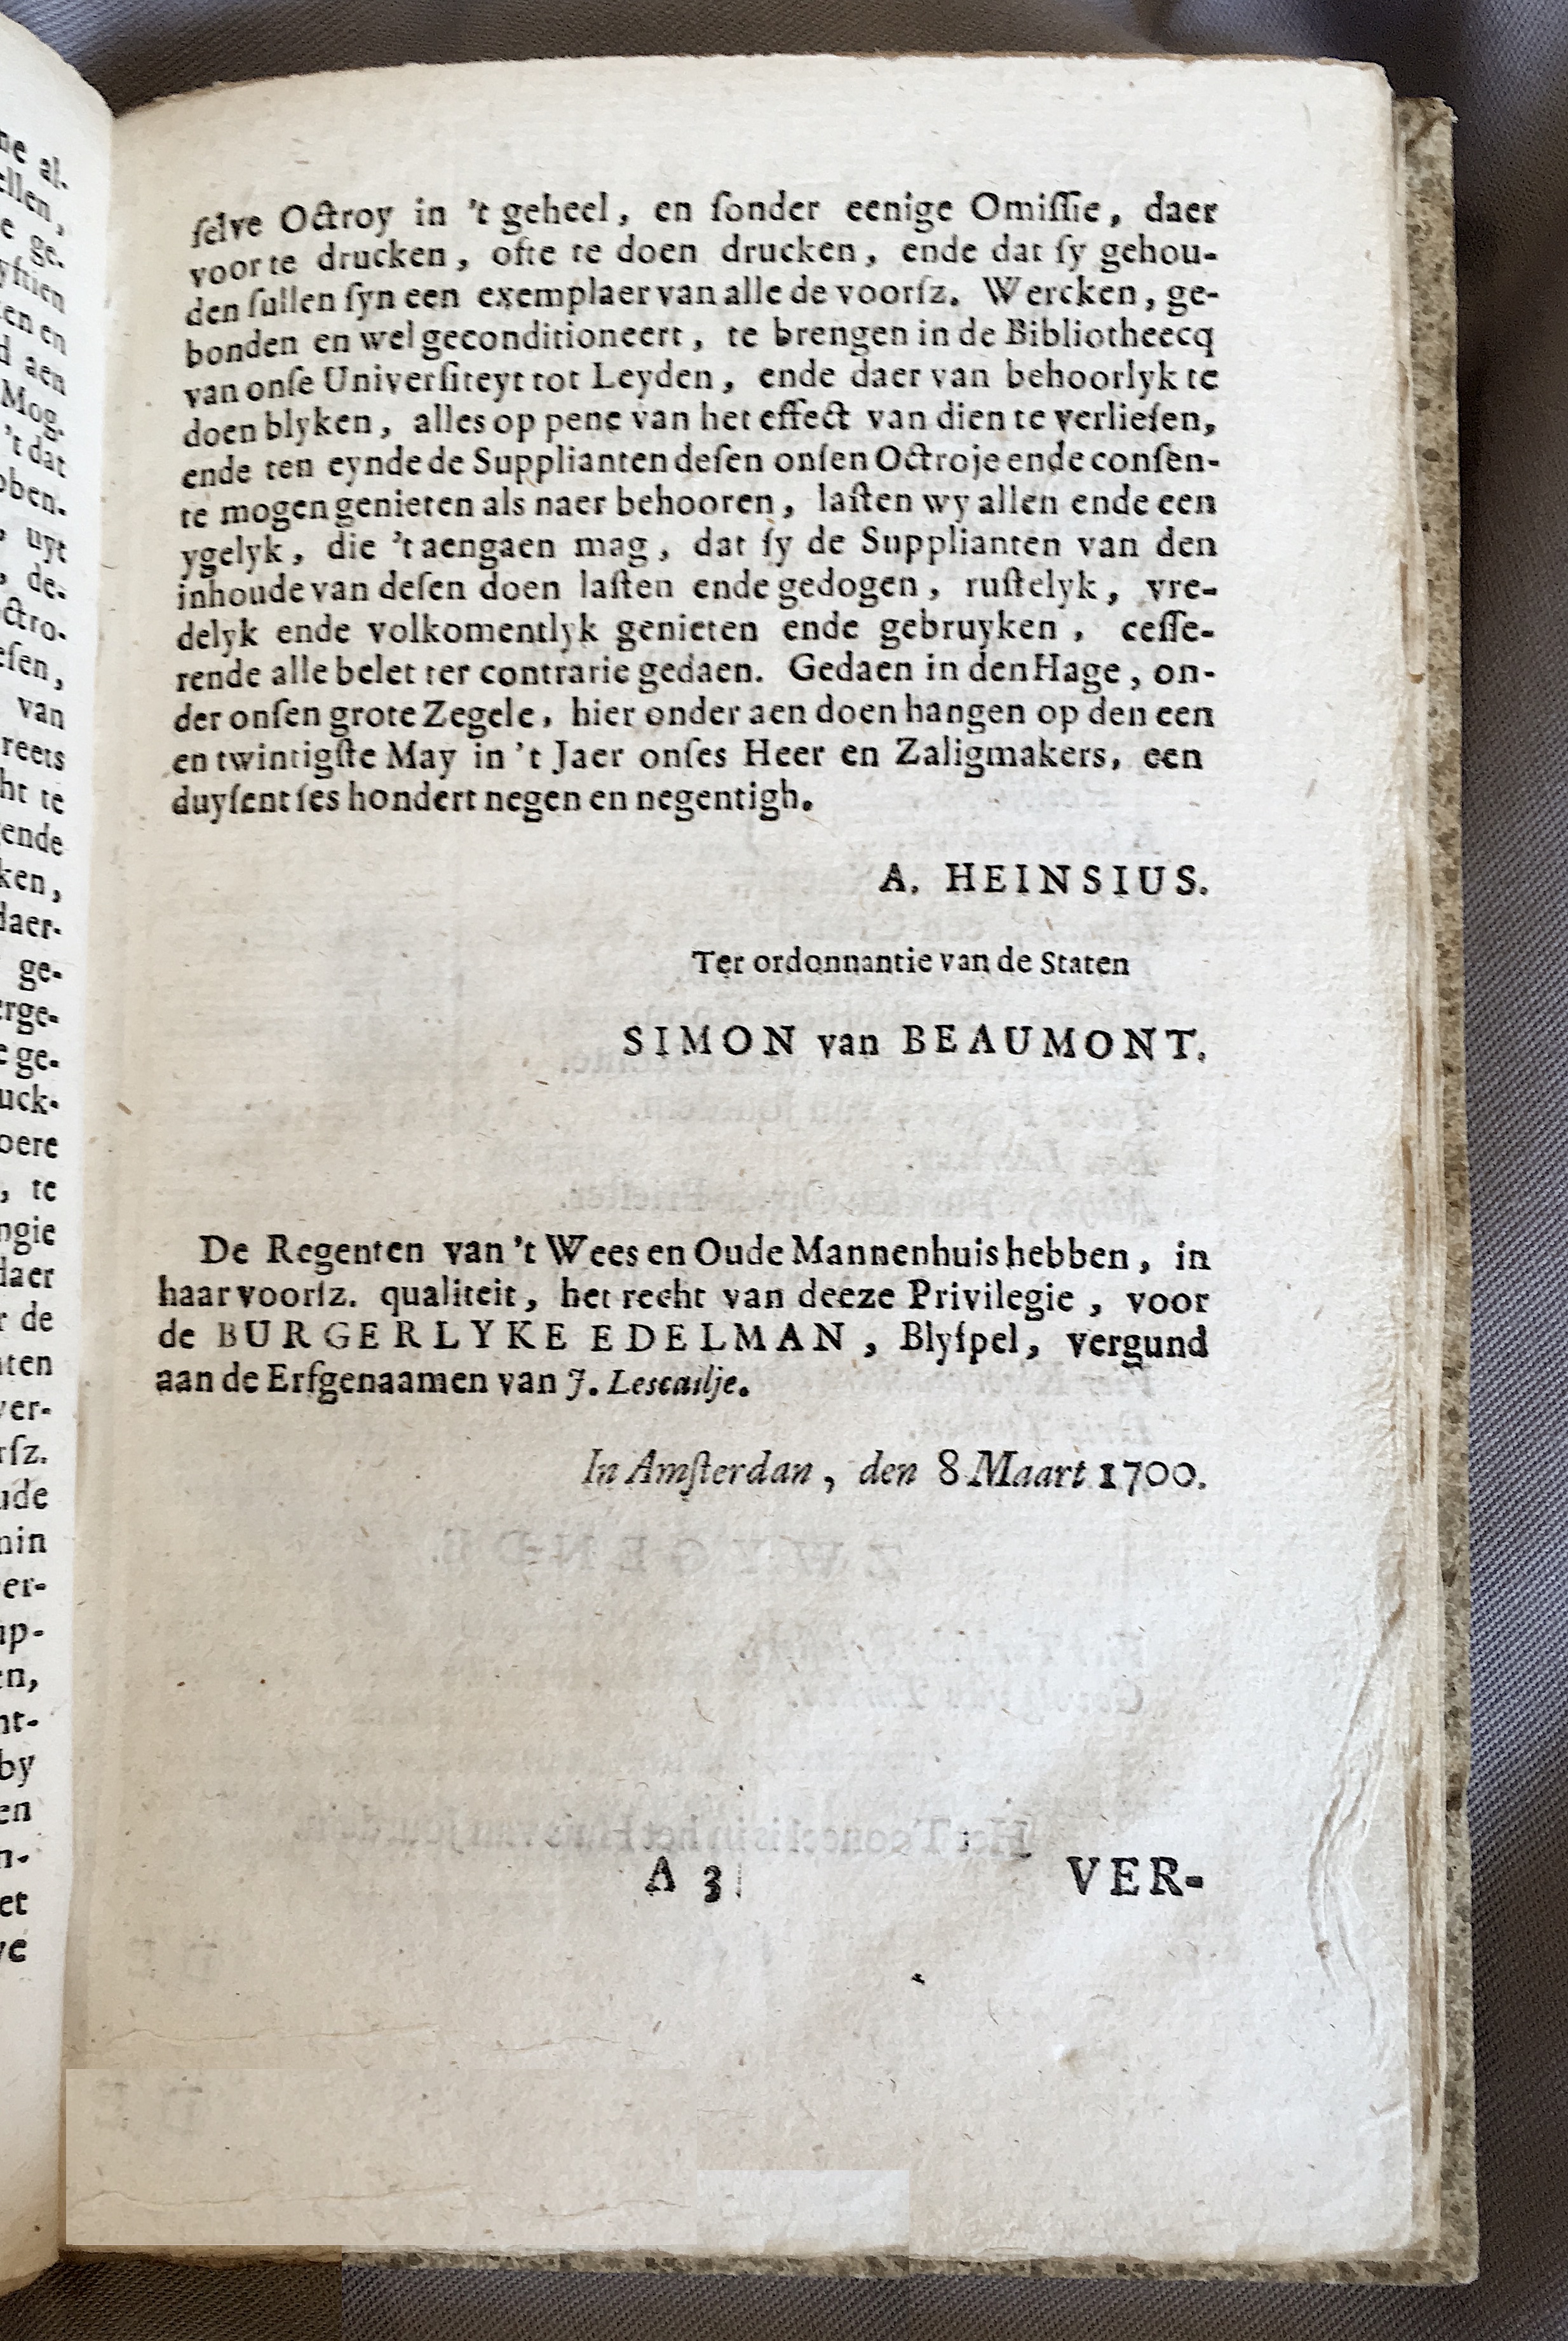 ſelve Octroy in 't geheel, en ſonder eenige Omiſſie, daer
voor te drucken, ofte te doen drucken, ende dat ſy gehou-
den ſullen ſyn een exemplaer van alle de voorſz. Wercken, ge-
bonden en wel geconditioneert, te brengen in de Bibliotheecq
van onſe Univerſiteyt tot Leyden, ende daer van behoorlyk te
doen blyken, alles op pene van het effect van dien te verlieſen,
ende ten eynde de Supplianten deſen onſen Octroje ende conſen-
te mogen genieten als naer behooren, laſten wy allen ende een
ygelyk, die 't aengaen mag, dat ſy de Supplianten van den
inhoude van deſen doen laſten ende gedogen, ruſtelyk, vre-
delyk ende volkomentlyk genieten ende gebruyken, ceſſe-
rende alle belet ter contrarie gedaen. Gedaen in den Hage, on-
der onſen grote Zegele, hier onder aen doen hangen op den een
en twintigſte May in 't Jaer onſes Heer en Zaligmakers, een
duyſent ſes hondert negen en negentigh.
A. HEINSIUS.
Ter ordonnantie van de Staten
SIMON van BEAUMONT.
De Regenten van 't Wees en Oude Mannenhuis hebben, in
haar voorſz. qualiteit, het recht van deeze Privilegie, voor
de BURGERLYKE EDELMAN, Blyſpel, vergund
aan de Erfgenaamen van J. Lescailje.
In Amſterdan, den 8 Maart 1700.
A 3
VER-